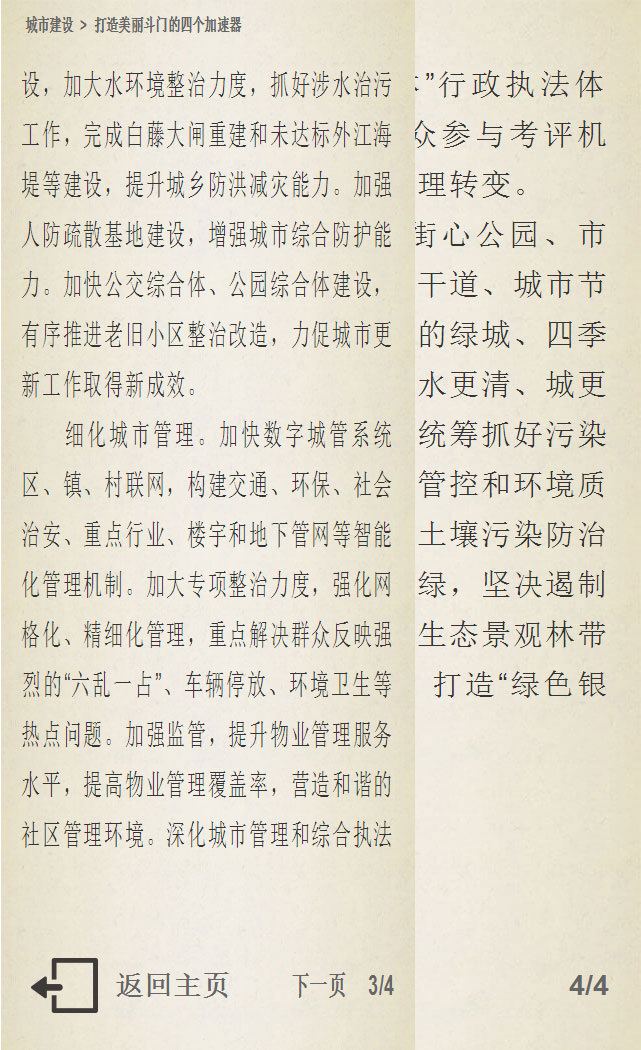 城市建设 > 打造美丽斗门的四个加速器
设，加大水环境整治力度，抓好涉水治污
工作，完成白藤大闸重建和未达标外江海
堤等建设，提升城乡防洪减灾能力。加强
人防疏散基地建设，增强城市综合防护能
力。加快公交综合体、公园综合体建设，
有序推进老旧小区整治改造，力促城市更
新工作取得新成效。
细化城市管理。加快数字城管系统
区、镇、村联网，构建交通、环保、社会
治安、重点行业、楼宇和地下管网等智能
化管理机制。加大专项整治力度，强化网
格化、精细化管理，重点解决群众反映强
烈的“六乱一占”、车辆停放、环境卫生等
热点问题。加强监管，提升物业管理服务
水平，提高物业管理覆盖率，营造和谐的
社区管理环境。深化城市管理和综合执法
返回主页
下一页 3/4
”行政执法体
众参与考评机
理转变。
街心公园、市
干道、城市节
的绿城、四季
水更清、城更
统筹抓好污染
管控和环境质
土壤污染防治
绿，坚决遏制
生态景观林带
打造“绿色银
4/4